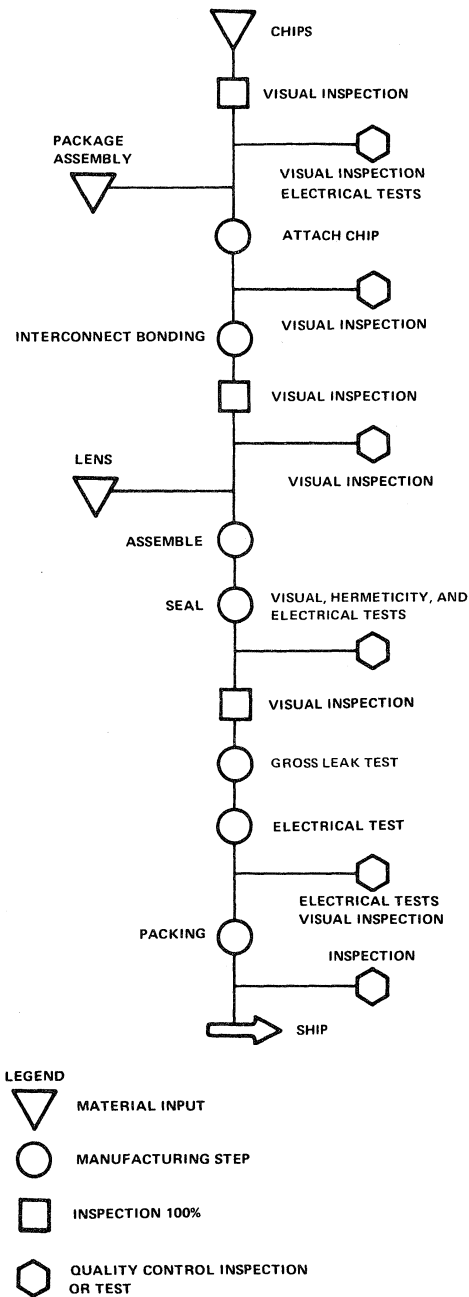 CHIPS
VISUAL INSPECTION
PACKAGE
ASSEMBLY
VISUAL INSPECTION
ELECTRICAL TESTS
ATTACH CHIP
VISUAL INSPECTION
INTERCONNECT BONDING
VISUAL INSPECTION
LENS
VISUAL INSPECTION
ASSEMBLE
SEAL
VISUAL, HERMETICITY, AND
ELECTRICAL TESTS
VISUAL INSPECTION
GROSS LEAK TEST
ELECTRICAL TEST
ELECTRICAL TESTS
VISUAL INSPECTION
PACKING
INSPECTION
SHIP
LEGEND
MATERIAL INPUT
MANUFACTURING STEP
INSPECTION 100%
QUALITY CONTROL INSPECTION
OR TEST